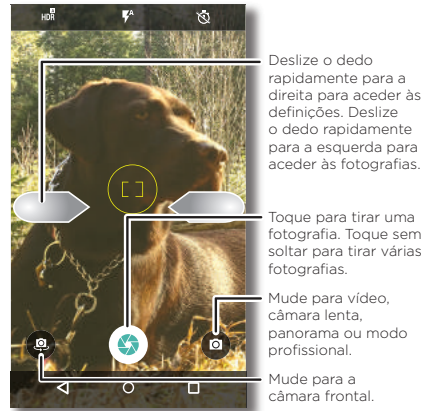 HDR
A
Deslize o dedo
rapidamente para a
direita para aceder às
definições. Deslize
o dedo rapidamente
para a esquerda para
aceder às fotografias.
Toque para tirar uma
fotografia. Toque sem
soltar para tirar várias
fotografias.
Mude para vídeo,
câmara lenta,
panorama ou modo
profissional.
Mude para a
câmara frontal.